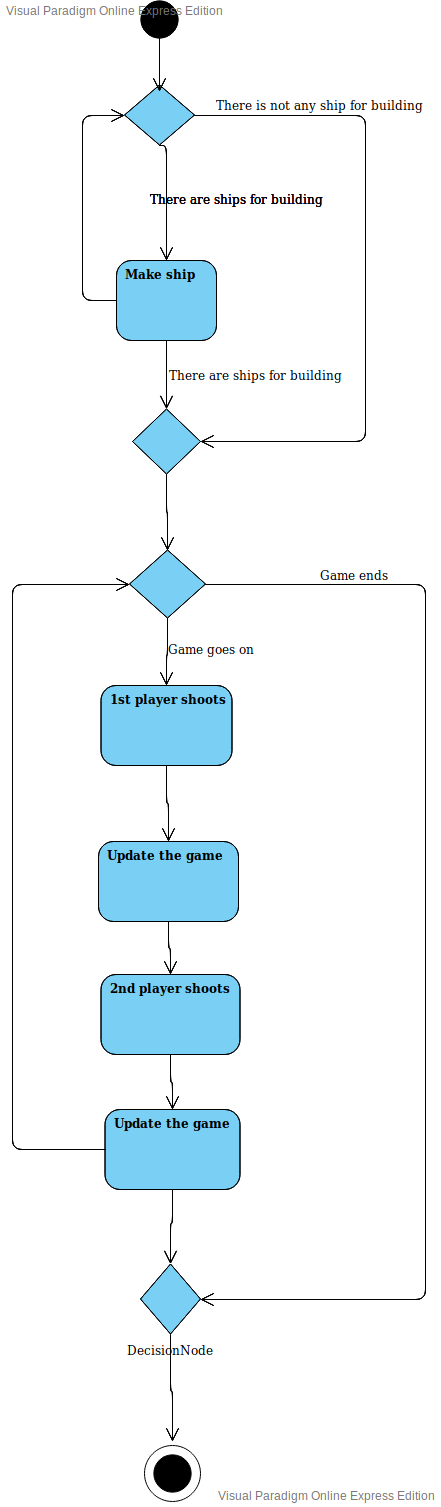 Visual Paradigm Online Express Edition
There is not any ship for building
There are ships for building
Make ship
There are ships for building
Game ends
Game goes on
1st player shoots
Update the game
2nd player shoots
Update the game
DecisionNode
Visual Paradigm Online Express Edition